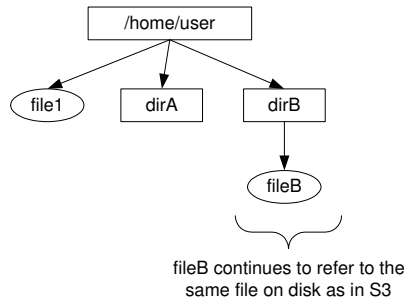 /home/user
file1
dirA
dirB
fileB
fileB continues to refer to the
same file on disk as in S3